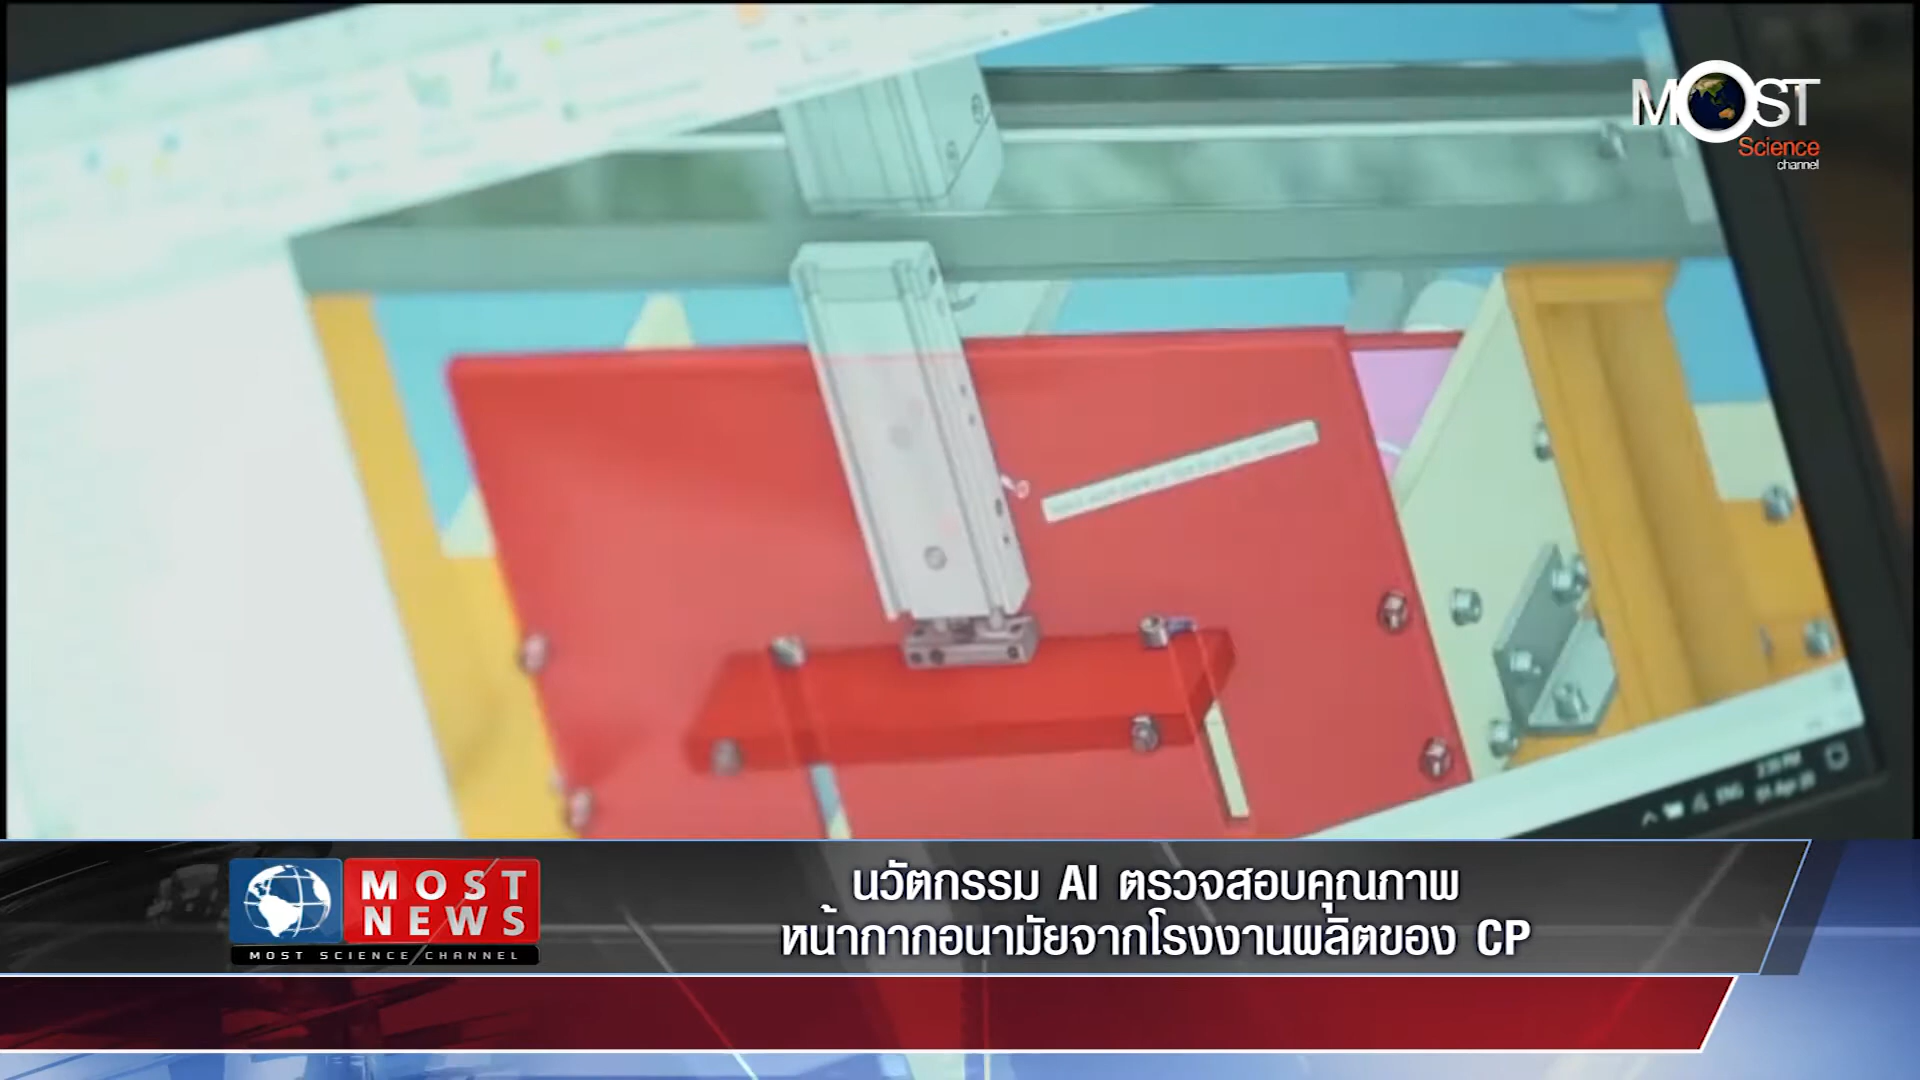 MOST
Science
channel
ENG
MOST
NEWS
MOST SCIENCE CHANNEL
นวัตกรรม AI ตรวจสอบคุณภาพ
หน้ากากอนามัยจากโรงงานผลิตของ CP